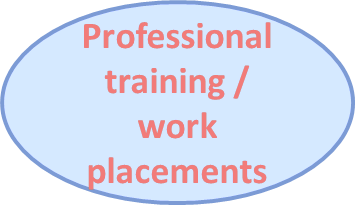 Professional
training /
work
placements